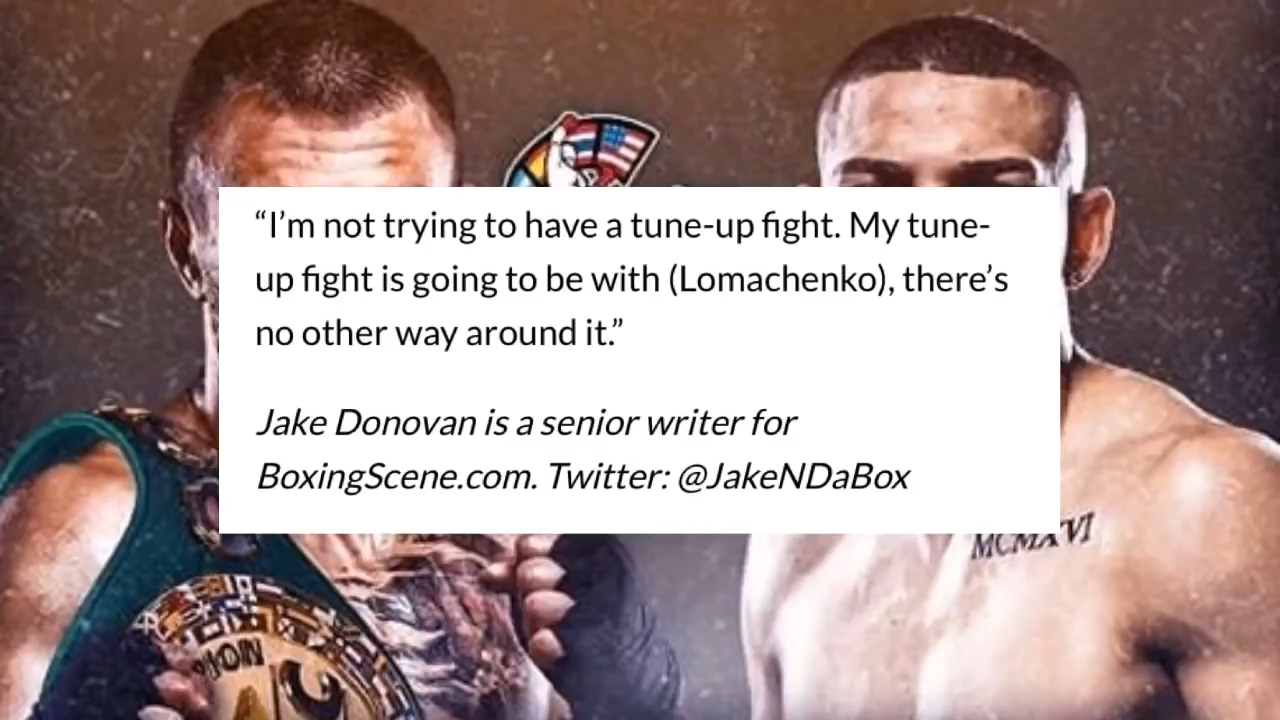 “I’m not trying to have a tune-up fight. My tune-
up fight is going to be with (Lomachenko), there’s
no other way around it.”
Jake Donovan is a senior writer for
BoxingScene.com. Twitter: @JakeNDaBox
MCMXVI